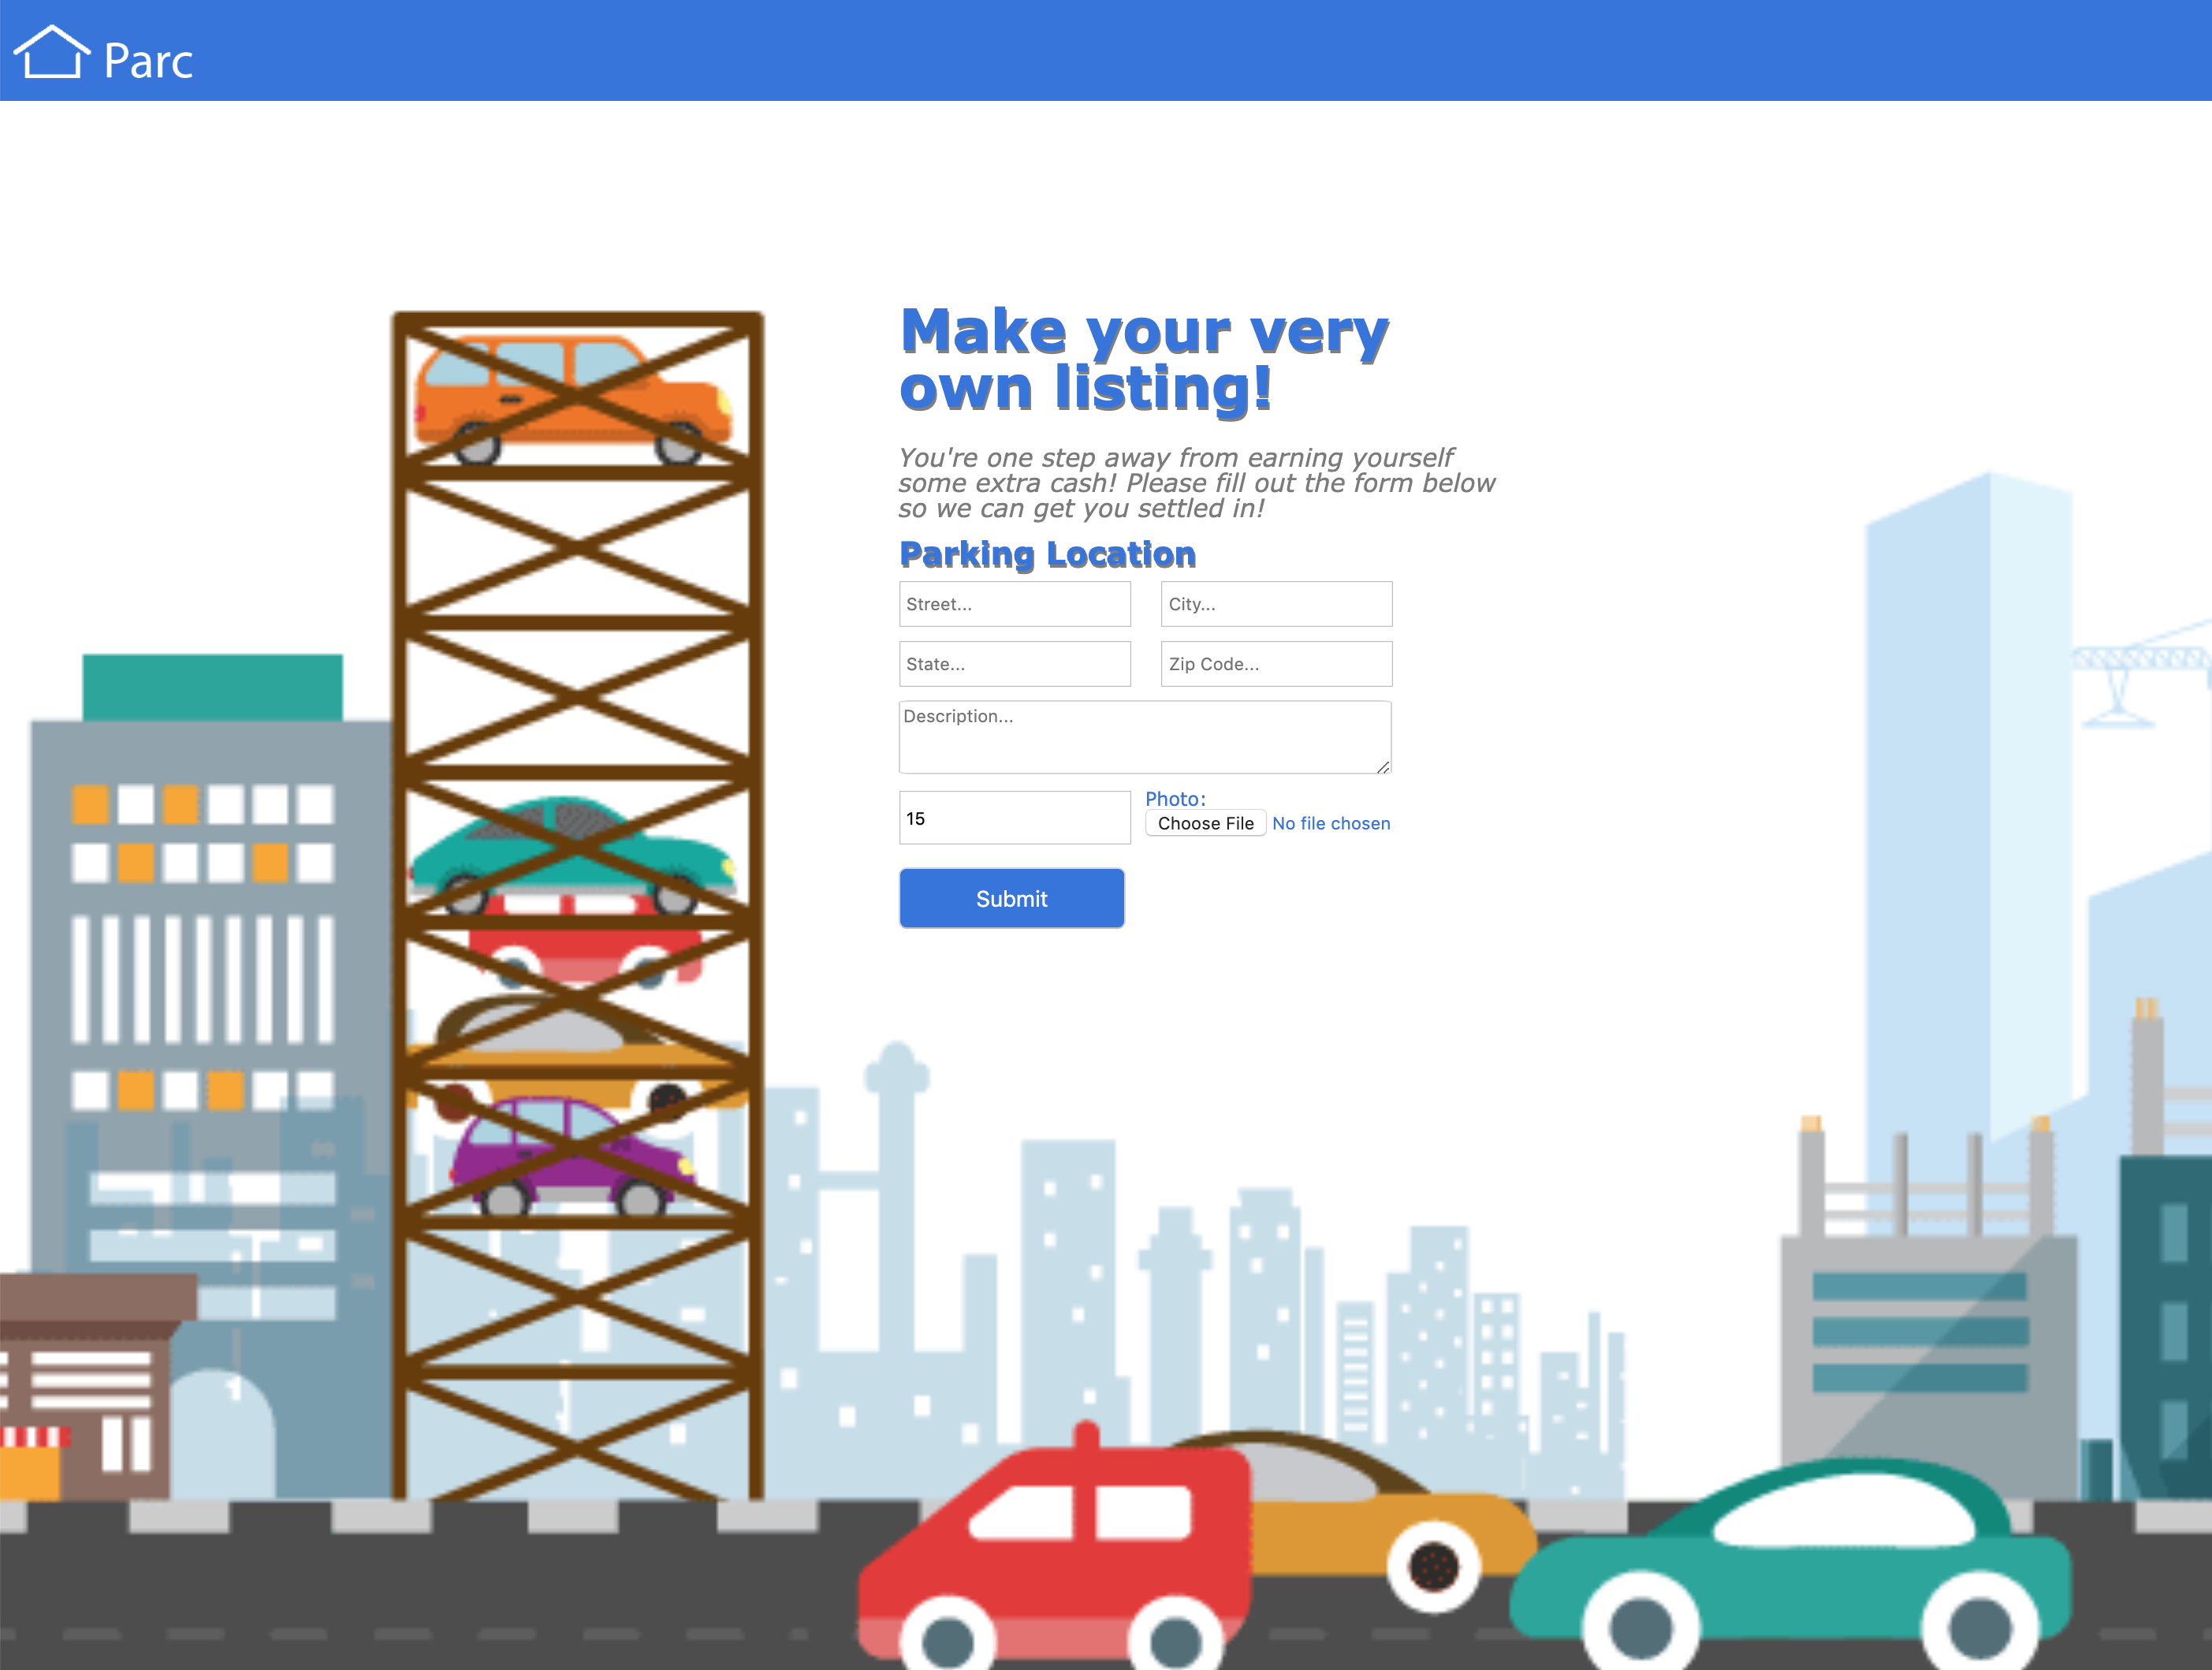 Parc
Make your very
own listing!
You're one step away from earning yourself
some extra cash! Please fill out the form below
so we can get you settled in!
Parking Location
Street...
City...
State...
Zip Code...
Description...
15
Photo:
Choose File No file chosen
Submit